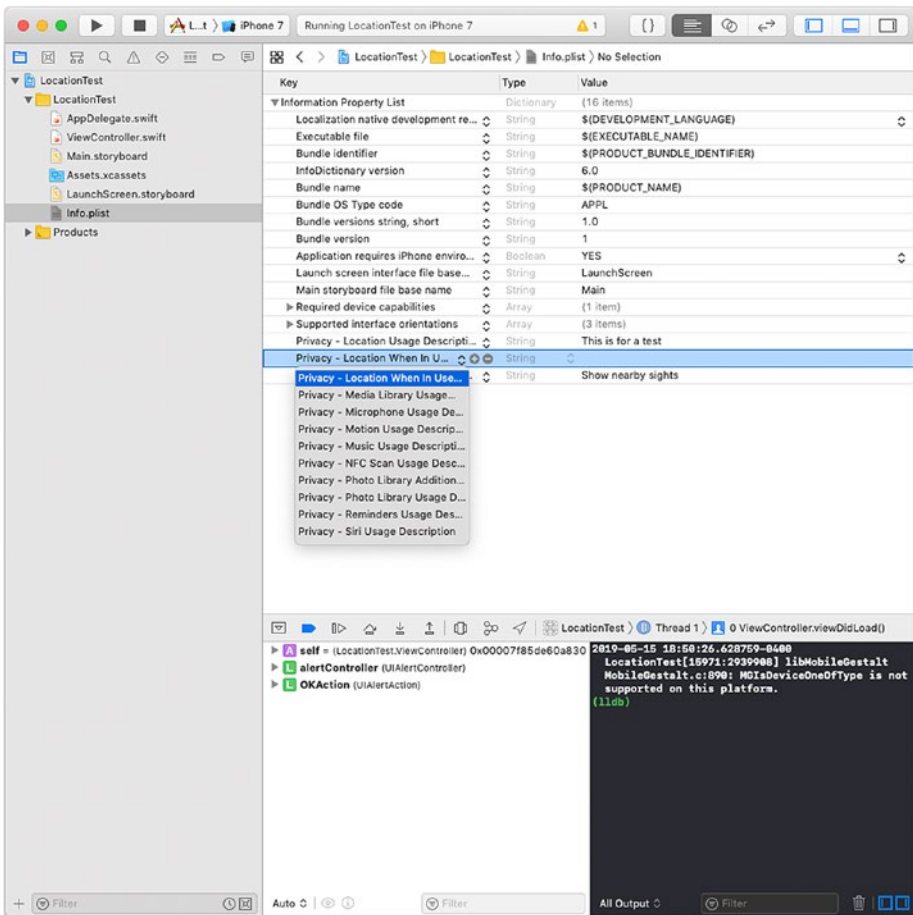 L...t iPhone 7 Running LocationTest on iPhone 7 1
LocationTest LocationTest Info.plist No Selection
LocationTest
LocationTest
AppDelegate.swift
ViewController.swift
Main.storyboard
Assets.xcassets
LaunchScreen.storyboard
Info.plist
Products
Key Type Value
Information Property List Dictionary (16 items)
Localization native development re... String $(DEVELOPMENT_LANGUAGE)
Executable file String $(EXECUTABLE_NAME)
Bundle identifier String $(PRODUCT_BUNDLE_IDENTIFIER)
InfoDictionary version String 6.0
Bundle name String $(PRODUCT_NAME)
Bundle OS Type code String APPL
Bundle versions string, short String 1.0
Bundle version String 1
Application requires iPhone enviro... Boolean YES
Launch screen interface file base... String LaunchScreen
Main storyboard file base name String Main
Required device capabilities Array (1 item)
Supported interface orientations Array (3 items)
Privacy - Location Usage Descripti... String This is for a test
Privacy - Location When In U... String
String Show nearby sights
Privacy - Location When In Use...
Privacy - Media Library Usage...
Privacy - Microphone Usage De...
Privacy - Motion Usage Descrip...
Privacy - Music Usage Descripti...
Privacy - NFC Scan Usage Desc...
Privacy - Photo Library Addition...
Privacy - Photo Library Usage D...
Privacy - Reminders Usage Des...
Privacy - Siri Usage Description
LocationTest Thread 1 0 ViewController.viewDidLoad()
A self = (LocationTest.ViewController) 0x00007f85de60a830
L alertController (UIAlertController)
L OKAction (UIAlertAction)
2019-05-15 18:50:26.628759-0400
LocationTest[15971:2939908] libMobileGestalt
MobileGestalt.c:890: MGIsDeviceOneOfType is not
supported on this platform.
(lldb)
Filter Auto Filter All Output Filter